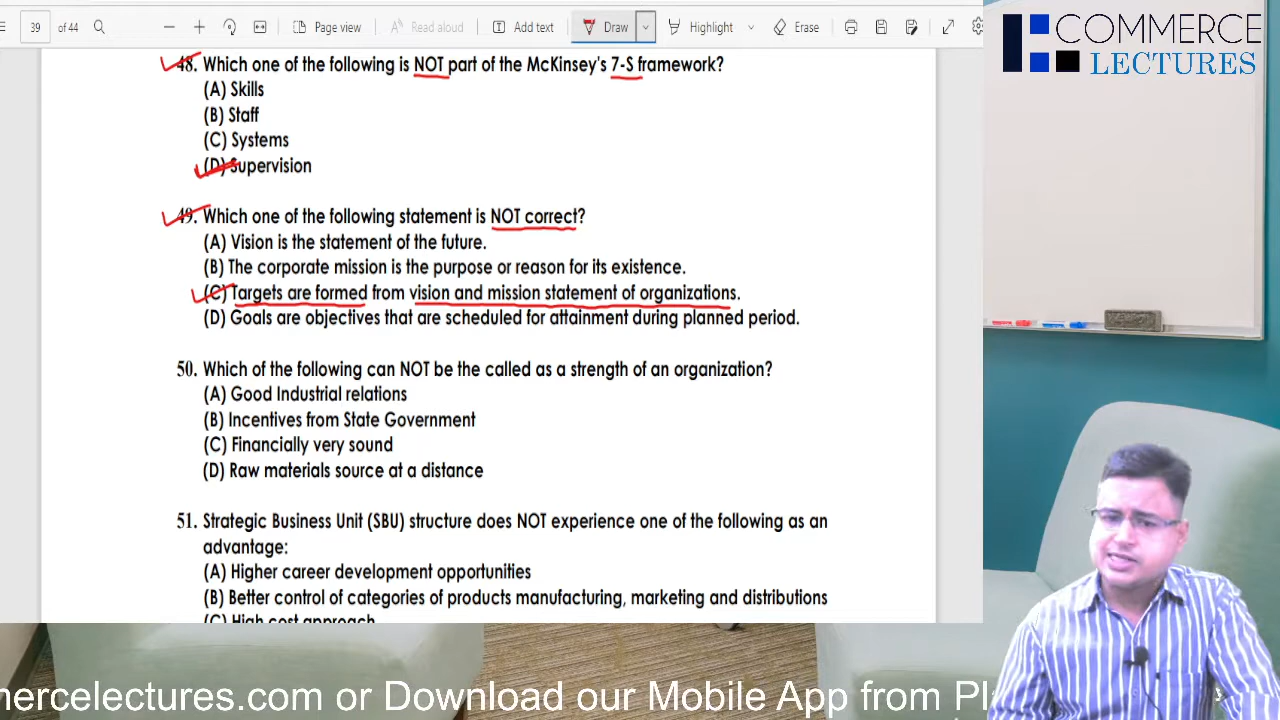 39 of 44 Page view Read aloud Add text Draw Highlight Erase
COMMERCE
LECTURES
48. Which one of the following is NOT part of the McKinsey's 7-S framework?
(A) Skills
(B) Staff
(C) Systems
(D) Supervision
49. Which one of the following statement is NOT correct?
(A) Vision is the statement of the future.
(B) The corporate mission is the purpose or reason for its existence.
(C) Targets are formed from vision and mission statement of organizations.
(D) Goals are objectives that are scheduled for attainment during planned period.
50. Which of the following can NOT be the called as a strength of an organization?
(A) Good Industrial relations
(B) Incentives from State Government
(C) Financially very sound
(D) Raw materials source at a distance
51. Strategic Business Unit (SBU) structure does NOT experience one of the following as an
advantage:
(A) Higher career development opportunities
(B) Better control of categories of products manufacturing, marketing and distributions
(C) High cost approach
mercelectures.com or Download our Mobile App from Pla